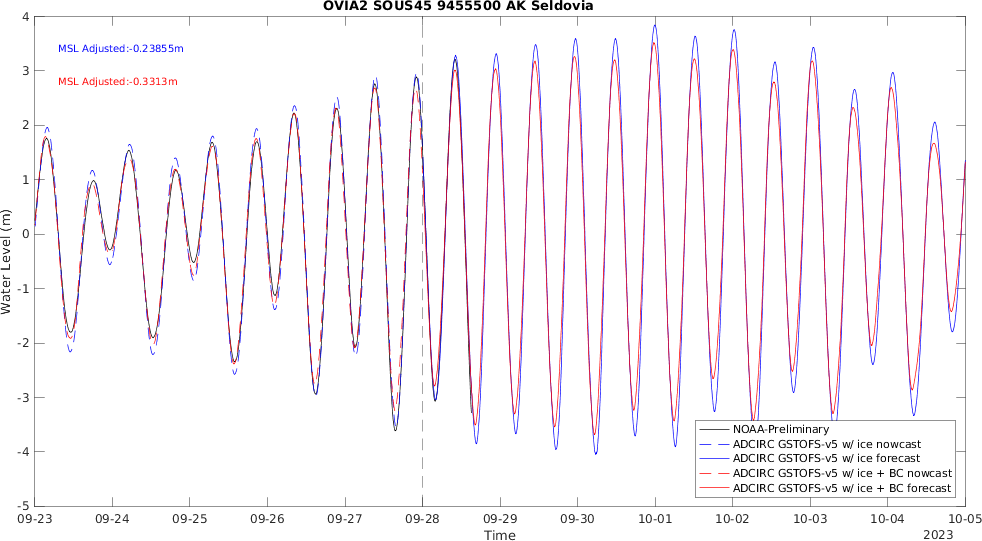 OVIA2 SOUS45 9455500 AK Seldovia
MSL Adjusted:-0.23855m
MSL Adjusted:-0.3313m
Water Level (m)
4
3
2
1
0
-1
-2
-3
-4
-5
NOAA-Preliminary
ADCIRC GSTOFS-v5 w/ ice nowcast
ADCIRC GSTOFS-v5 w/ ice forecast
ADCIRC GSTOFS-v5 w/ ice + BC nowcast
ADCIRC GSTOFS-v5 w/ ice + BC forecast
09-23 09-24 09-25 09-26 09-27 09-28 09-29 09-30 10-01 10-02 10-03 10-04 10-05
Time
2023